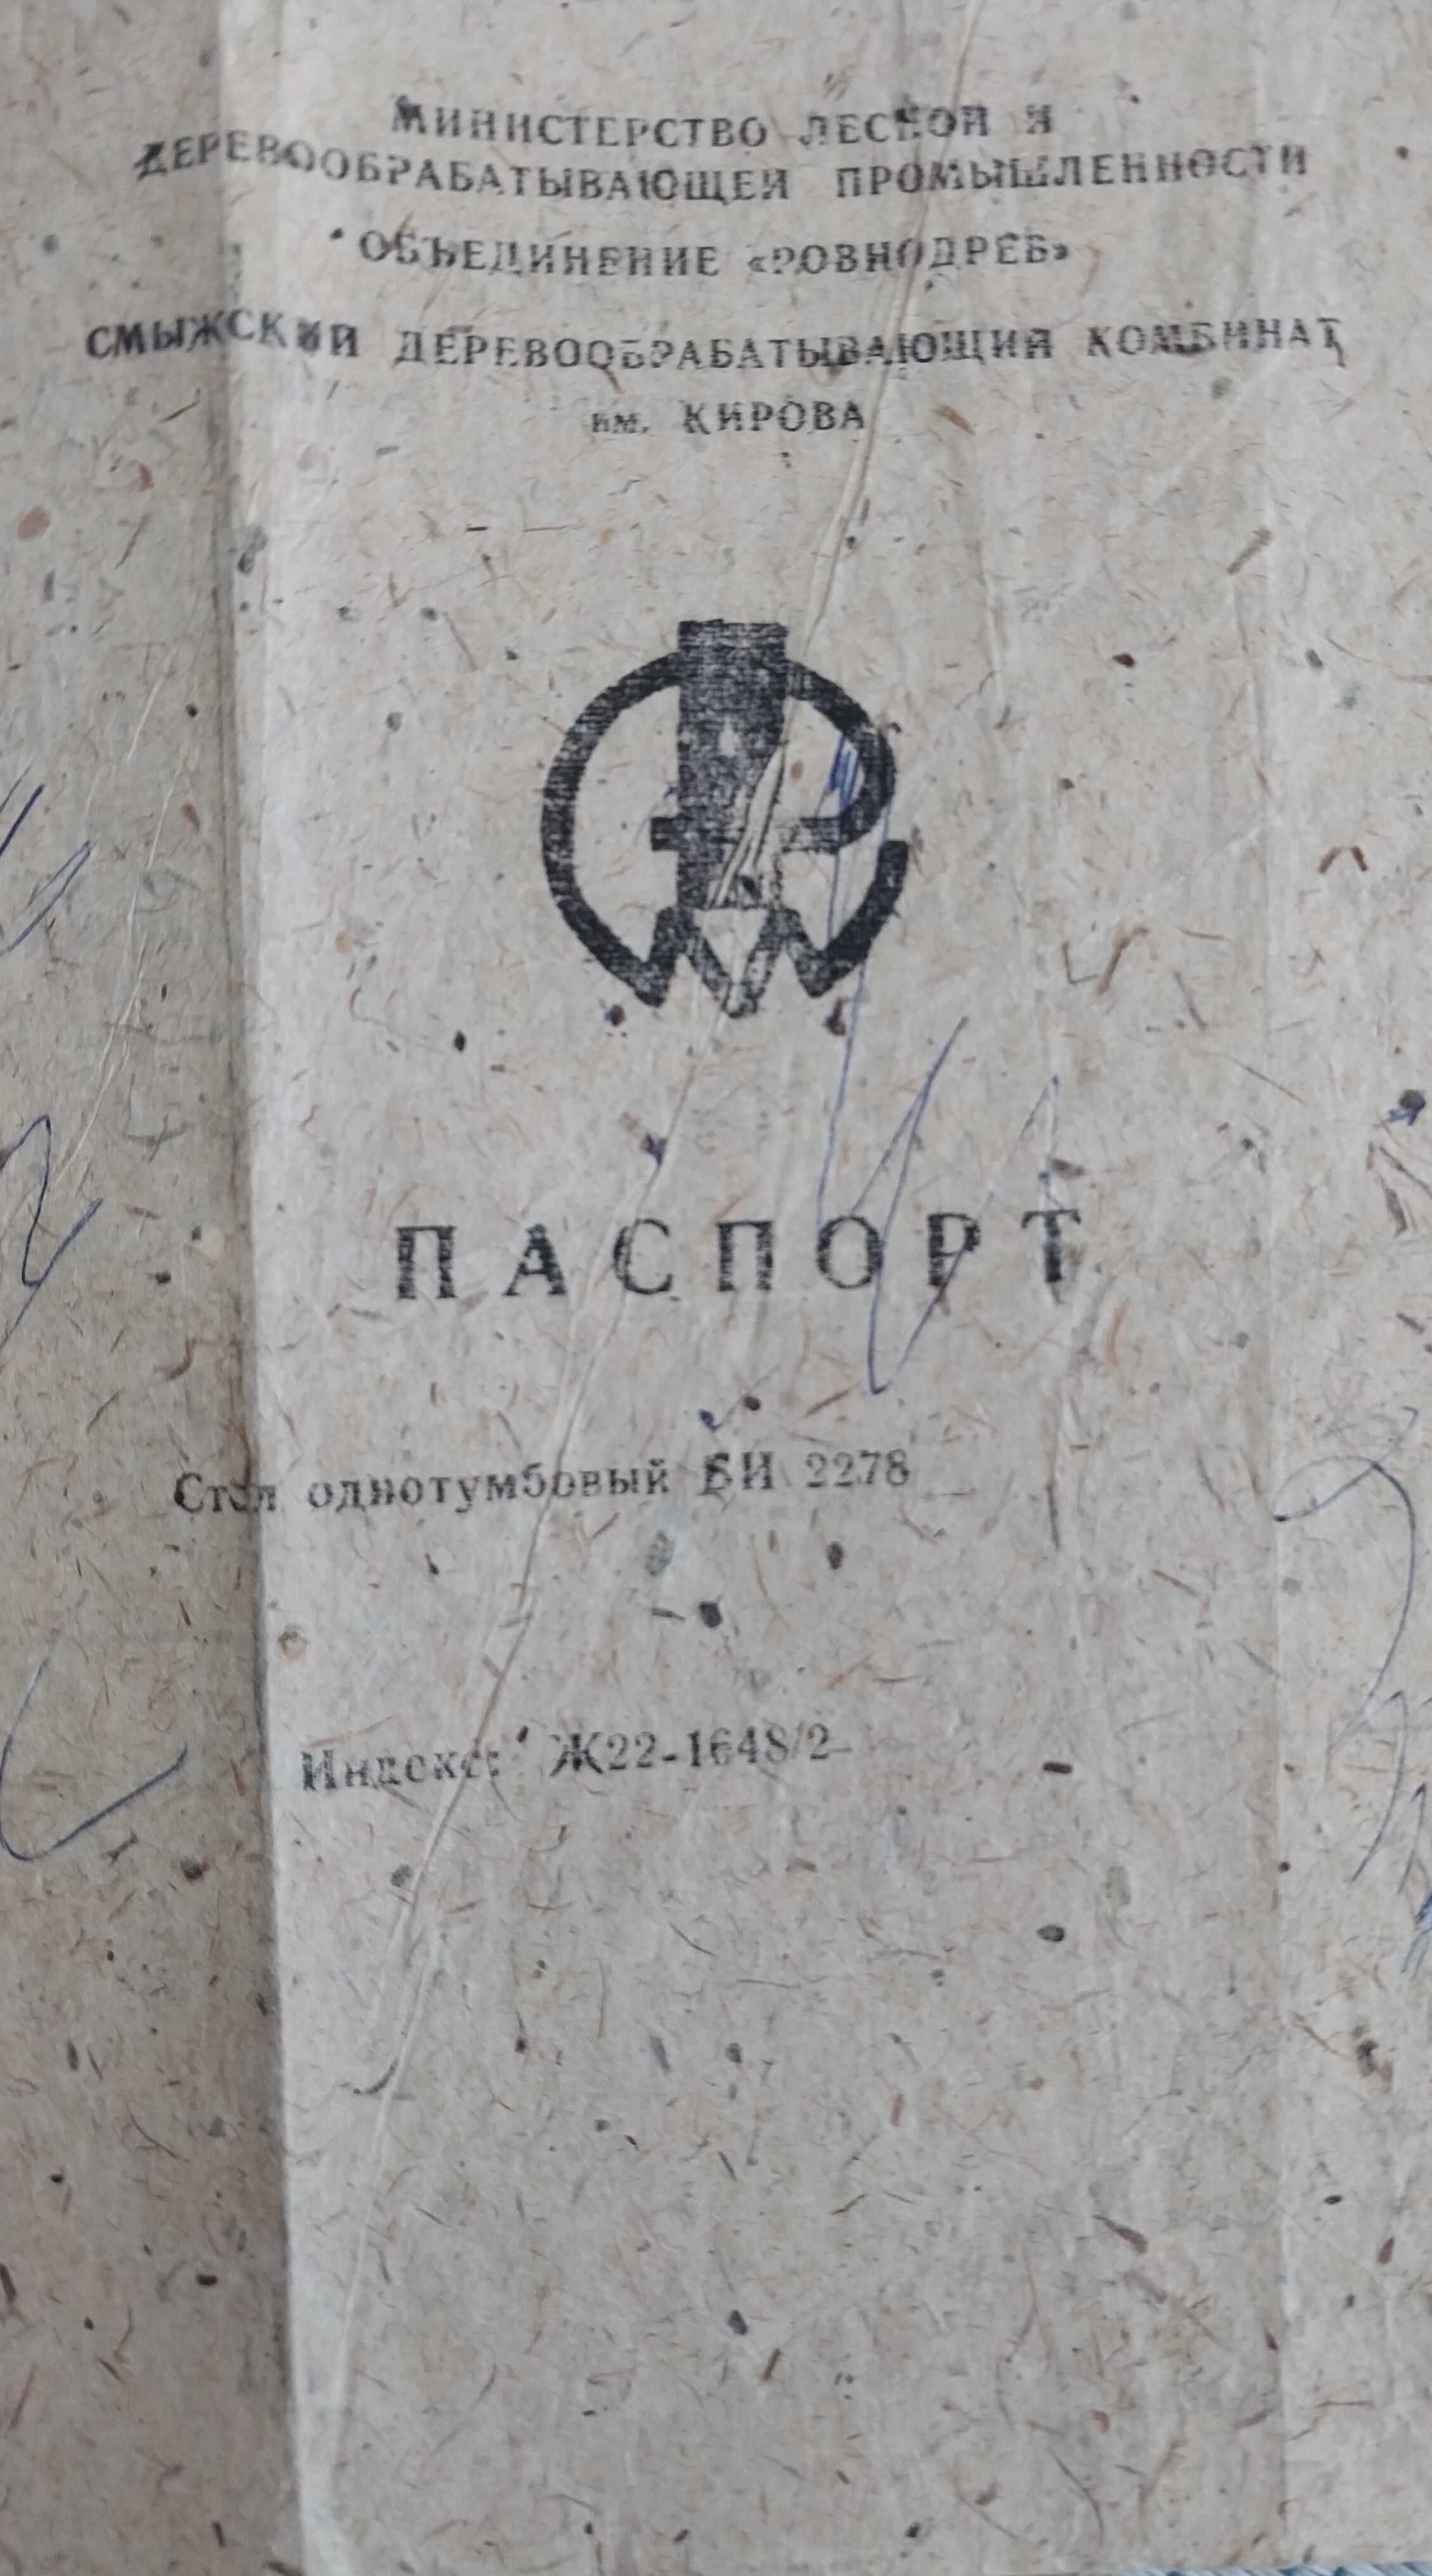 МИНИСТЕРСТВО ЛЕСНОЙ И
ДЕРЕВООБРАБАТЫВАЮЩЕЙ ПРОМЫШЛЕННОСТИ
ОБЪЕДИНЕНИЕ «РОВНОДРЕВ»
СМЫЖСКИЙ ДЕРЕВООБРАБАТЫВАЮЩИЙ КОМБИНАТ
им. КИРОВА
ПАСПОРТ
Стол однотумбовый БИ 2278
Индекс: Ж22-1648/2